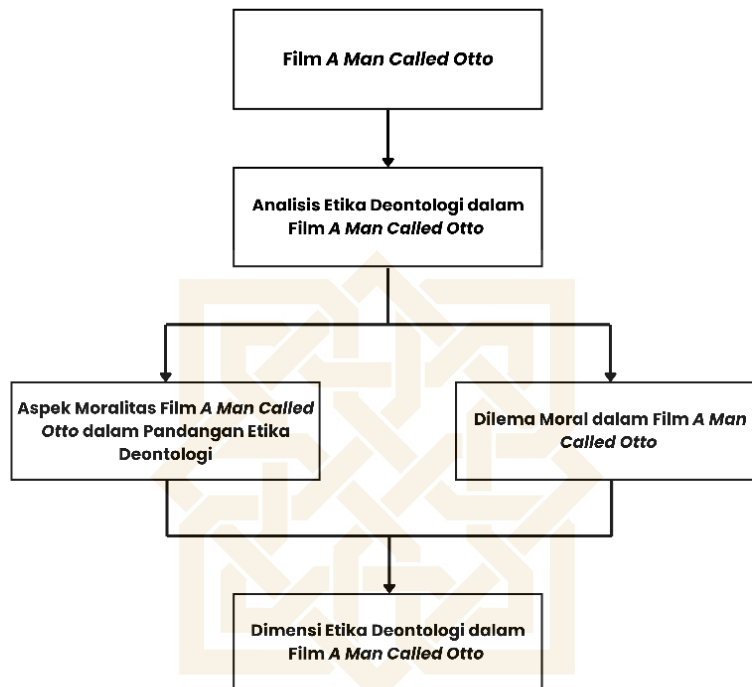 Film A Man Called Otto
Analisis Etika Deontologi dalam
Film A Man Called Otto
Aspek Moralitas Film A Man Called
Otto dalam Pandangan Etika
Deontologi
Dilema Moral dalam Film A Man
Called Otto
Dimensi Etika Deontologi dalam
Film A Man Called Otto